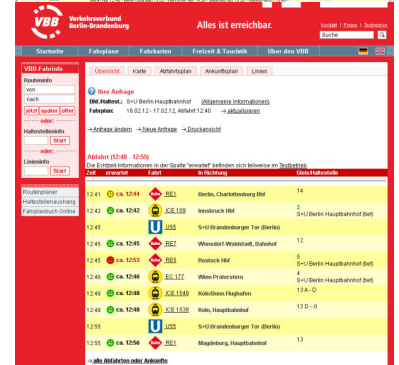 VBB
Verkehrsverbund
Berlin-Brandenburg
Alles ist erreichbar.
Kontakt | Presse | Textversion
Suche
Startseite Fahrpläne Fahrkarten Freizeit & Touristik Über den VBB
VBB-Fahrinfo
Routeninfo
von
nach
jetzt später öfter
oder:
Haltestelleninfo
Start
oder:
Linieninfo
Start
Routenplaner
Haltestellenaushang
Fahrplanbuch Online
Übersicht Karte Abfahrtsplan Ankunftsplan Linien
Ihre Anfrage
Bhf./Haltest.: S+U Berlin Hauptbahnhof (Allgemeine Informationen)
Fahrplan: 16.02.12 - 17.02.12, Abfahrt 12:40 → aktualisieren
→ Anfrage ändern → Neue Anfrage → Druckansicht
Abfahrt (12:48 - 12:55)
Die Echtzeit-Informationen in der Spalte "erwartet" befinden sich teilweise im Testbetrieb.
Zeit erwartet Fahrt In Richtung Gleis/Haltestelle
12:41 ca. 12:44 RE1 Berlin, Charlottenburg Bhf 14
12:42 ca. 12:42 ICE 109 Innsbruck Hbf 2
S+U Berlin Hauptbahnhof (tief)
12:45 U U55 S+U Brandenburger Tor (Berlin)
12:45 ca. 12:45 RE7 Wünsdorf-Waldstadt, Bahnhof 12
12:45 ca. 12:53 RE5 Rostock Hbf 5
S+U Berlin Hauptbahnhof (tief)
12:46 ca. 12:46 EC 177 Wien Praterstern 4
S+U Berlin Hauptbahnhof (tief)
12:48 ca. 12:48 ICE 1548 Köln/Bonn Flughafen 13 A - D
12:48 ca. 12:48 ICE 1538 Köln, Hauptbahnhof 13 D - G
12:55 U U55 S+U Brandenburger Tor (Berlin)
12:55 ca. 12:56 RE1 Magdeburg, Hauptbahnhof 13
→ alle Abfahrten oder Ankünfte